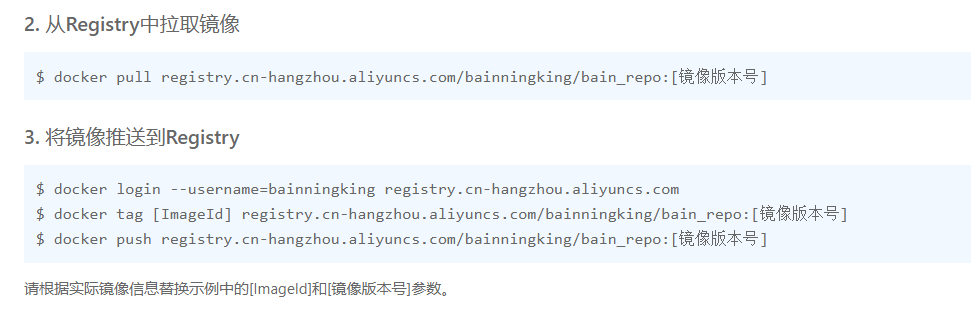 2. 从Registry中拉取镜像
$ docker pull registry.cn-hangzhou.aliyuncs.com/bainningking/bain_repo:[镜像版本号]
3. 将镜像推送到Registry
$ docker login --username=bainningking registry.cn-hangzhou.aliyuncs.com
$ docker tag [ImageId] registry.cn-hangzhou.aliyuncs.com/bainningking/bain_repo:[镜像版本号]
$ docker push registry.cn-hangzhou.aliyuncs.com/bainningking/bain_repo:[镜像版本号]
请根据实际镜像信息替换示例中的[ImageId]和[镜像版本号]参数。